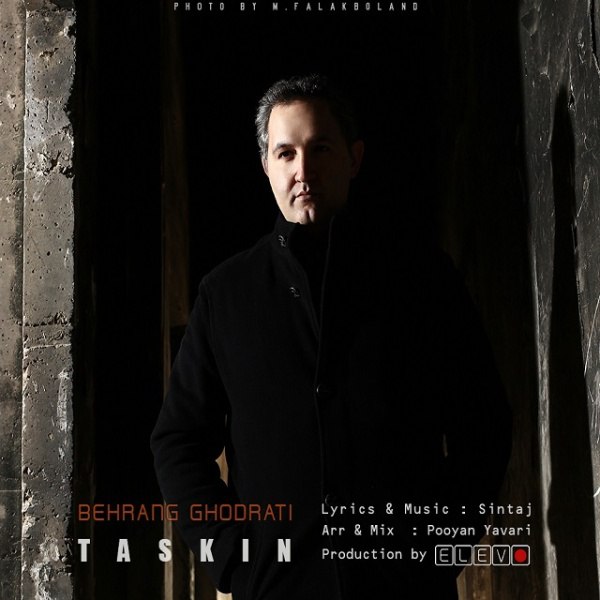 PHOTO BY M.FALAKBOLAND
BEHRANG GHODRATI
TASKIN
Lyrics & Music : Sintaj
Arr & Mix : Pooyan Yavari
Production by ELEVO